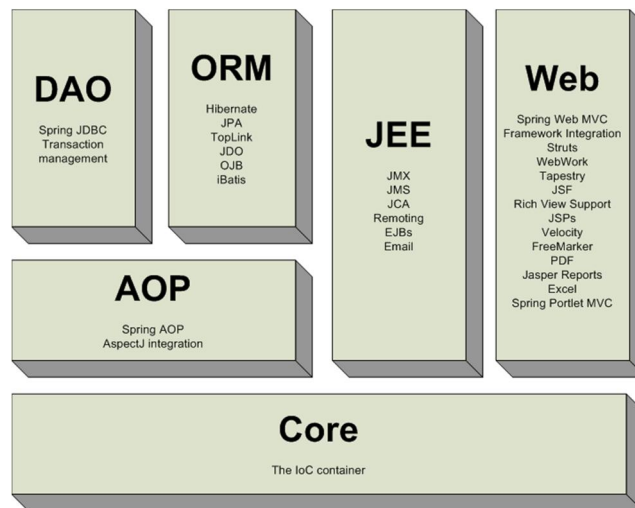 DAO
Spring JDBC
Transaction
management
ORM
Hibernate
JPA
TopLink
JDO
OJB
iBatis
JEE
JMX
JMS
JCA
Remoting
EJBs
Email
Web
Spring Web MVC
Framework Integration
Struts
WebWork
Tapestry
JSF
Rich View Support
JSPs
Velocity
FreeMarker
PDF
Jasper Reports
Excel
Spring Portlet MVC
AOP
Spring AOP
AspectJ integration
Core
The IoC container